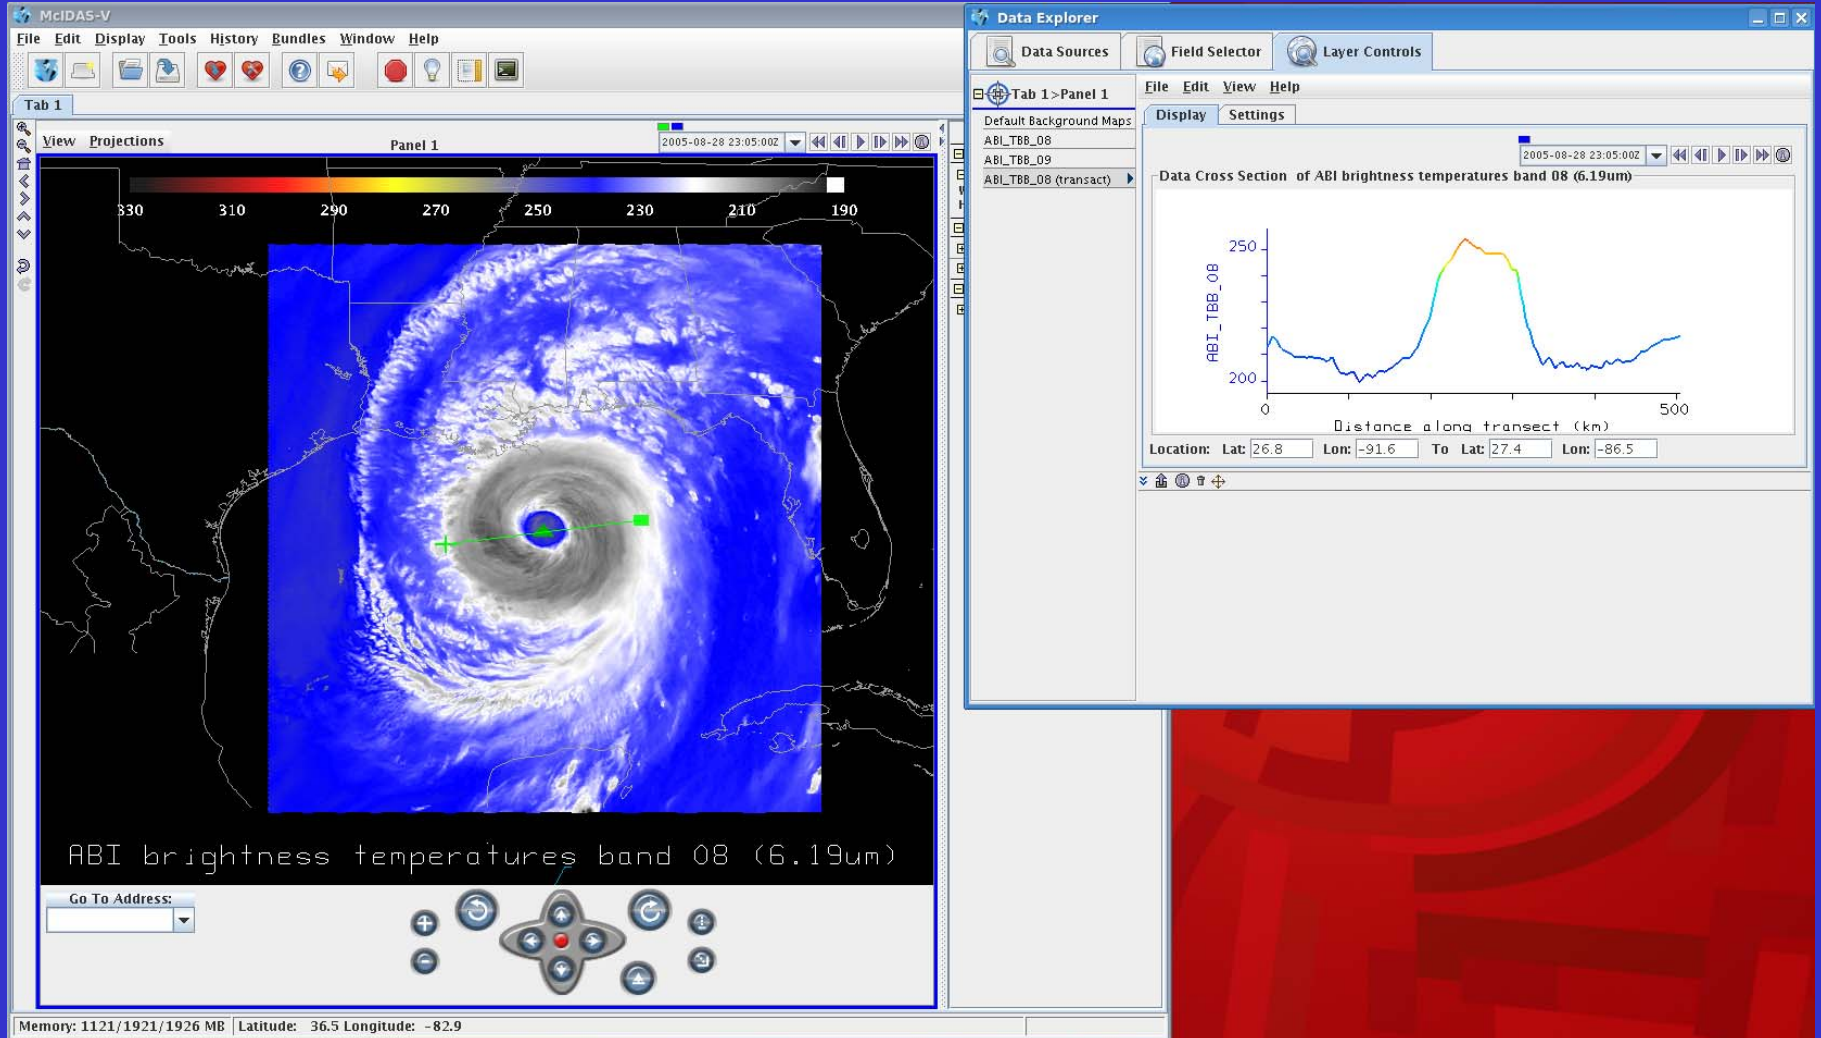 McIDAS-V
File Edit Display Tools History Bundles Window Help
Tab 1
View Projections
Panel 1
2005-08-28 23:05:00Z
330 310 290 270 250 230 210 190
ABI brightness temperatures band 08 (6.19um)
Go To Address:
Memory: 1121/1921/1926 MB Latitude: 36.5 Longitude: -82.9
Data Explorer
Data Sources Field Selector Layer Controls
Tab 1>Panel 1
Default Background Maps
ABI_TBB_08
ABI_TBB_09
ABI_TBB_08 (transact)
File Edit View Help
Display Settings
2005-08-28 23:05:00Z
Data Cross Section of ABI brightness temperatures band 08 (6.19um)
250
ABI_TBB_08
200
0 500
Distance along transect (km)
Location: Lat: 26.8 Lon: -91.6 To Lat: 27.4 Lon: -86.5